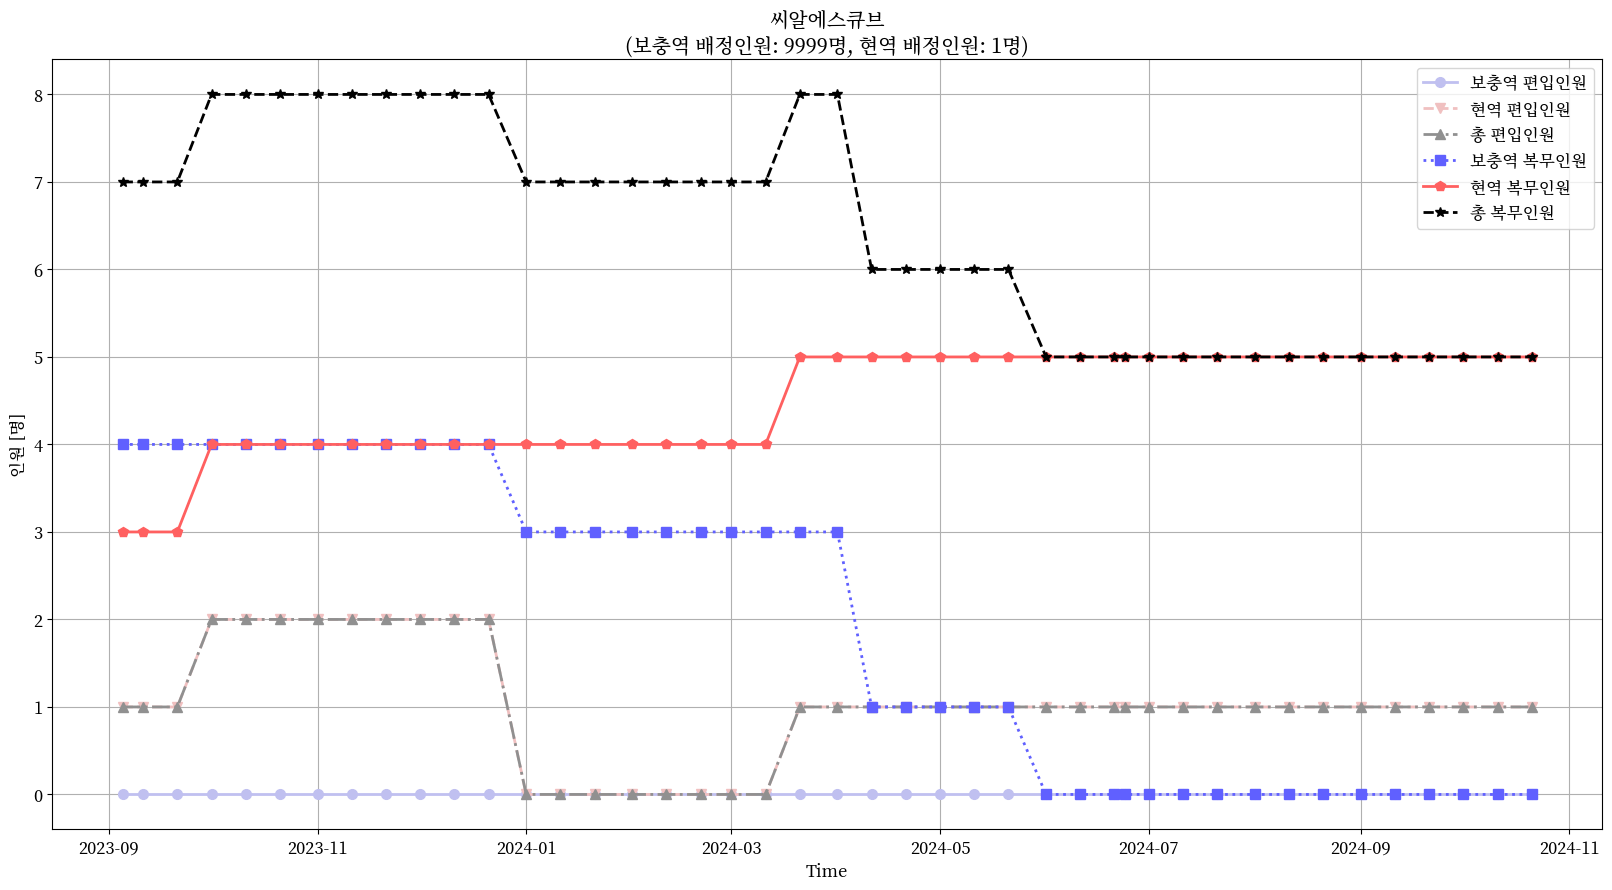 씨알에스큐브
(보충역 배정인원: 9999명, 현역 배정인원: 1명)
보충역 편입인원
현역 편입인원
총 편입인원
보충역 복무인원
현역 복무인원
총 복무인원
인원 [명]
8
7
6
5
4
3
2
1
0
2023-09
2023-11
2024-01
2024-03
2024-05
2024-07
2024-09
2024-11
Time